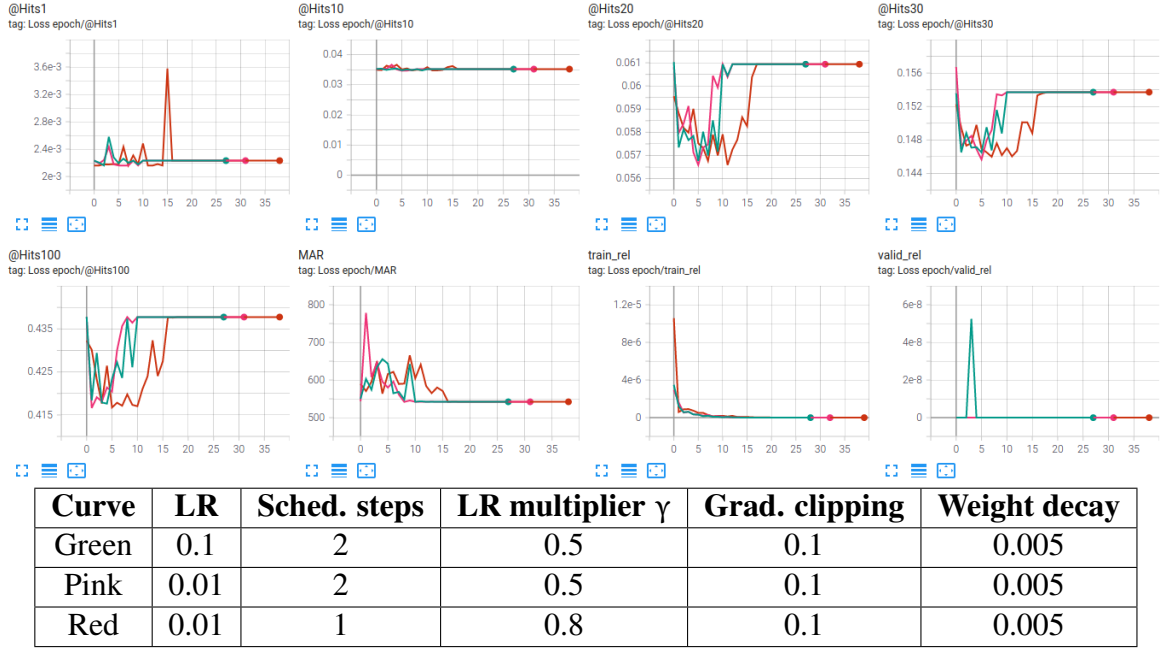 @Hits1
tag: Loss epoch/@Hits1
3.6e-3
3.2e-3
2.8e-3
2.4e-3
2e-3
0 5 10 15 20 25 30 35
@Hits10
tag: Loss epoch/@Hits10
0.04
0.03
0.02
0.01
0
0 5 10 15 20 25 30 35
@Hits20
tag: Loss epoch/@Hits20
0.061
0.06
0.059
0.058
0.057
0.056
0 5 10 15 20 25 30 35
@Hits30
tag: Loss epoch/@Hits30
0.156
0.152
0.148
0.144
0 5 10 15 20 25 30 35
@Hits100
tag: Loss epoch/@Hits100
0.435
0.425
0.415
0 5 10 15 20 25 30 35
MAR
tag: Loss epoch/MAR
800
700
600
500
0 5 10 15 20 25 30 35
train_rel
tag: Loss epoch/train_rel
1.2e-5
8e-6
4e-6
0
0 5 10 15 20 25 30 35
valid_rel
tag: Loss epoch/valid_rel
6e-8
4e-8
2e-8
0
0 5 10 15 20 25 30 35
Curve LR Sched. steps LR multiplier γ Grad. clipping Weight decay
Green 0.1 2 0.5 0.1 0.005
Pink 0.01 2 0.5 0.1 0.005
Red 0.01 1 0.8 0.1 0.005